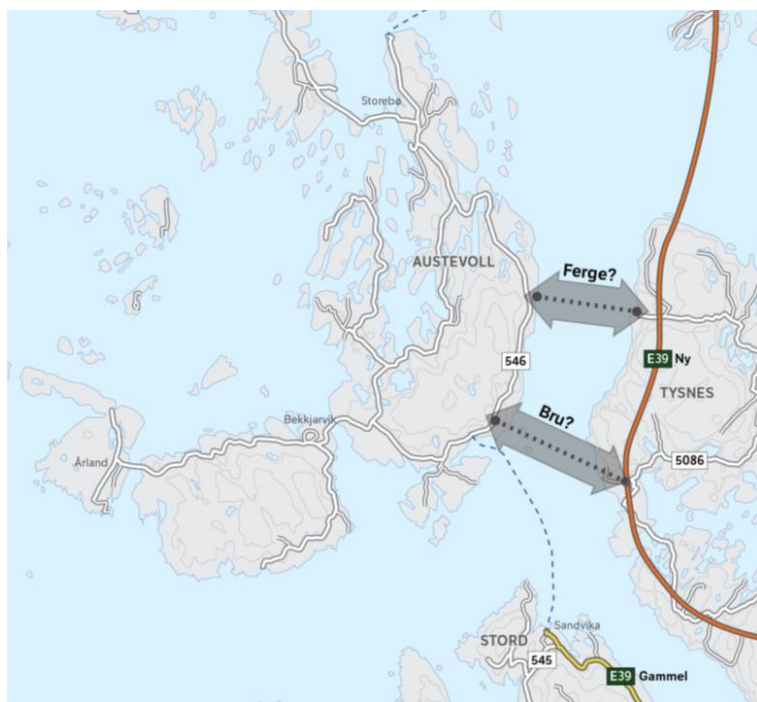 Storebø
AUSTEVOLL
Ferge?
546
E39 Ny
TYSNES
Bekkjarvik
Bru?
Årland
5086
Sandvika
STORD
545
E39 Gammel